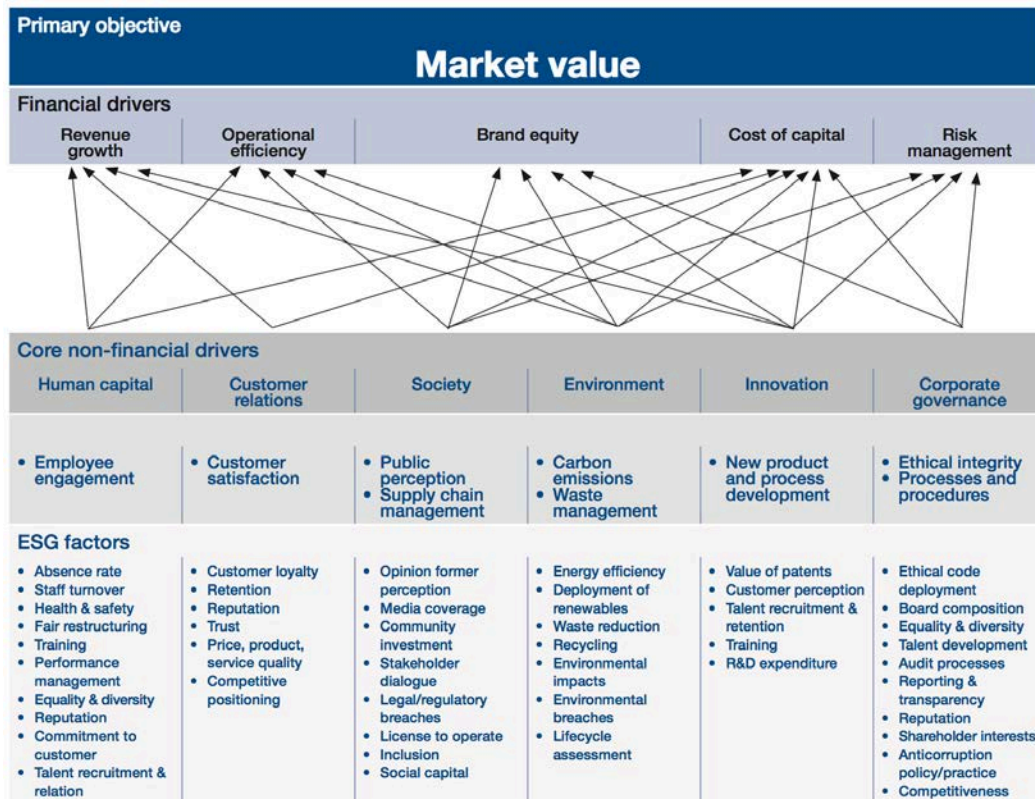 Primary objective
Market value
Financial drivers
Revenue
growth
Operational
efficiency
Brand equity
Cost of capital
Risk
management
Core non-financial drivers
Human capital
Customer
relations
Society
Environment
Innovation
Corporate
governance
• Employee
engagement
• Customer
satisfaction
• Public
perception
• Supply chain
management
• Carbon
emissions
• Waste
management
• New product
and process
development
• Ethical integrity
• Processes and
procedures
ESG factors
• Absence rate
• Staff turnover
• Health & safety
• Fair restructuring
• Training
• Performance
management
• Equality & diversity
• Reputation
• Commitment to
customer
• Talent recruitment &
relation
• Customer loyalty
• Retention
• Reputation
• Trust
• Price, product,
service quality
• Competitive
positioning
• Opinion former
perception
• Media coverage
• Community
investment
• Stakeholder
dialogue
• Legal/regulatory
breaches
• License to operate
• Inclusion
• Social capital
• Energy efficiency
• Deployment of
renewables
• Waste reduction
• Recycling
• Environmental
impacts
• Environmental
breaches
• Lifecycle
assessment
• Value of patents
• Customer perception
• Talent recruitment &
retention
• Training
• R&D expenditure
• Ethical code
deployment
• Board composition
• Equality & diversity
• Talent development
• Audit processes
• Reporting &
transparency
• Reputation
• Shareholder interests
• Anticorruption
policy/practice
• Competitiveness